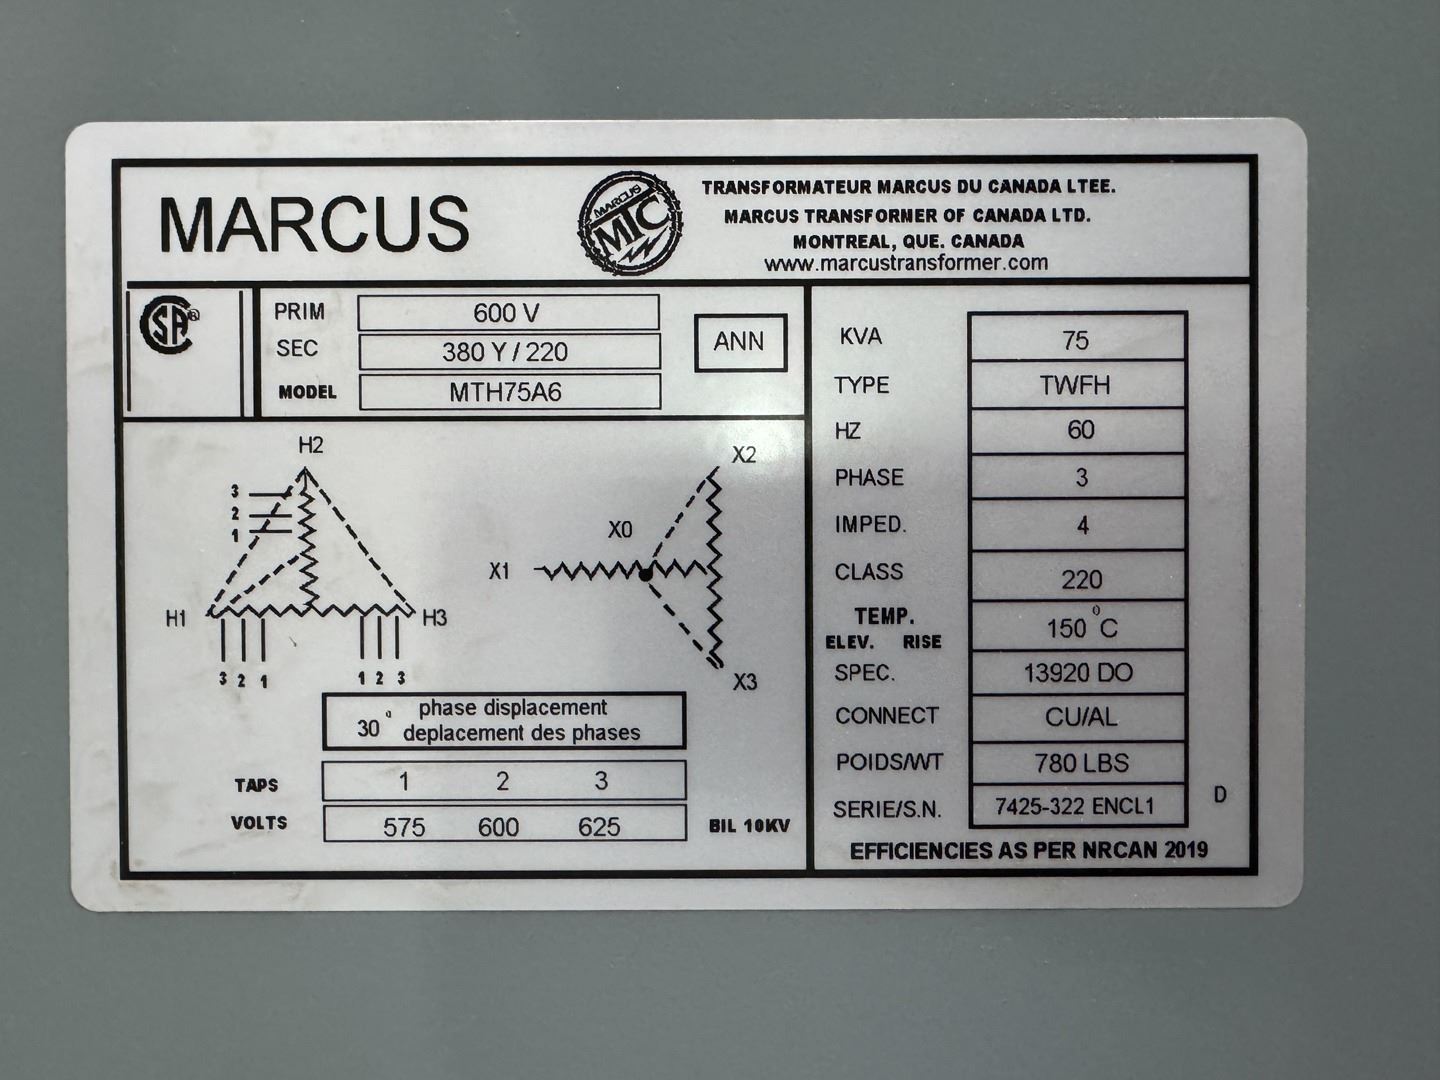 MARCUS
MARCUS
MTC
TRANSFORMATEUR MARCUS DU CANADA LTEE.
MARCUS TRANSFORMER OF CANADA LTD.
MONTREAL, QUE. CANADA
www.marcustransformer.com
SA®
PRIM 600 V
SEC 380 Y / 220
MODEL MTH75A6
ANN
H2
3
2
1
H1
H3
3 2 1
1 2 3
X2
X0
X1
X3
30° phase displacement
deplacement des phases
TAPS 1 2 3
VOLTS 575 600 625
BIL 10KV
KVA 75
TYPE TWFH
HZ 60
PHASE 3
IMPED. 4
CLASS 220
TEMP.
ELEV. RISE 150°C
SPEC. 13920 DO
CONNECT CU/AL
POIDS/WT 780 LBS
SERIE/S.N. 7425-322 ENCL1
D
EFFICIENCIES AS PER NRCAN 2019